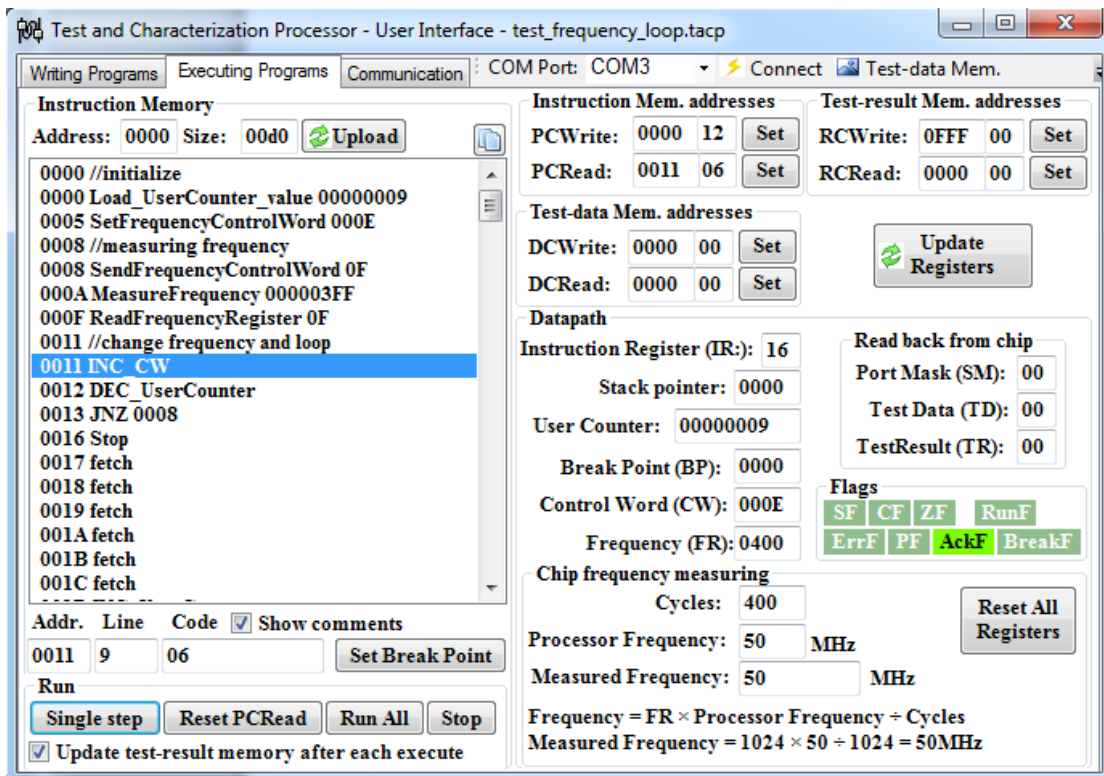 Test and Characterization Processor - User Interface - test_frequency_loop.tacp
Writing Programs Executing Programs Communication COM Port: COM3 Connect Test-data Mem.
Instruction Memory
Address: 0000 Size: 00d0 Upload
0000 //initialize
0000 Load_UserCounter_value 00000009
0005 SetFrequencyControlWord 000E
0008 //measuring frequency
0008 SendFrequencyControlWord 0F
000A MeasureFrequency 000003FF
000F ReadFrequencyRegister 0F
0011 //change frequency and loop
0011 INC_CW
0012 DEC_UserCounter
0013 JNZ 0008
0016 Stop
0017 fetch
0018 fetch
0019 fetch
001A fetch
001B fetch
001C fetch
Addr. Line Code Show comments
0011 9 06 Set Break Point
Run
Single step Reset PCRead Run All Stop
Update test-result memory after each execute
Instruction Mem. addresses
PCWrite: 0000 12 Set
PCRead: 0011 06 Set
Test-result Mem. addresses
RCWrite: 0FFF 00 Set
RCRead: 0000 00 Set
Test-data Mem. addresses
DCWrite: 0000 00 Set
DCRead: 0000 00 Set
Update
Registers
Datapath
Instruction Register (IR:): 16
Stack pointer: 0000
User Counter: 00000009
Break Point (BP): 0000
Control Word (CW): 000E
Frequency (FR): 0400
Read back from chip
Port Mask (SM): 00
Test Data (TD): 00
TestResult (TR): 00
Flags
SF CF ZF RunF
ErrF PF AckF BreakF
Chip frequency measuring
Cycles: 400
Processor Frequency: 50 MHz
Measured Frequency: 50 MHz
Reset All
Registers
Frequency = FR × Processor Frequency ÷ Cycles
Measured Frequency = 1024 × 50 ÷ 1024 = 50MHz